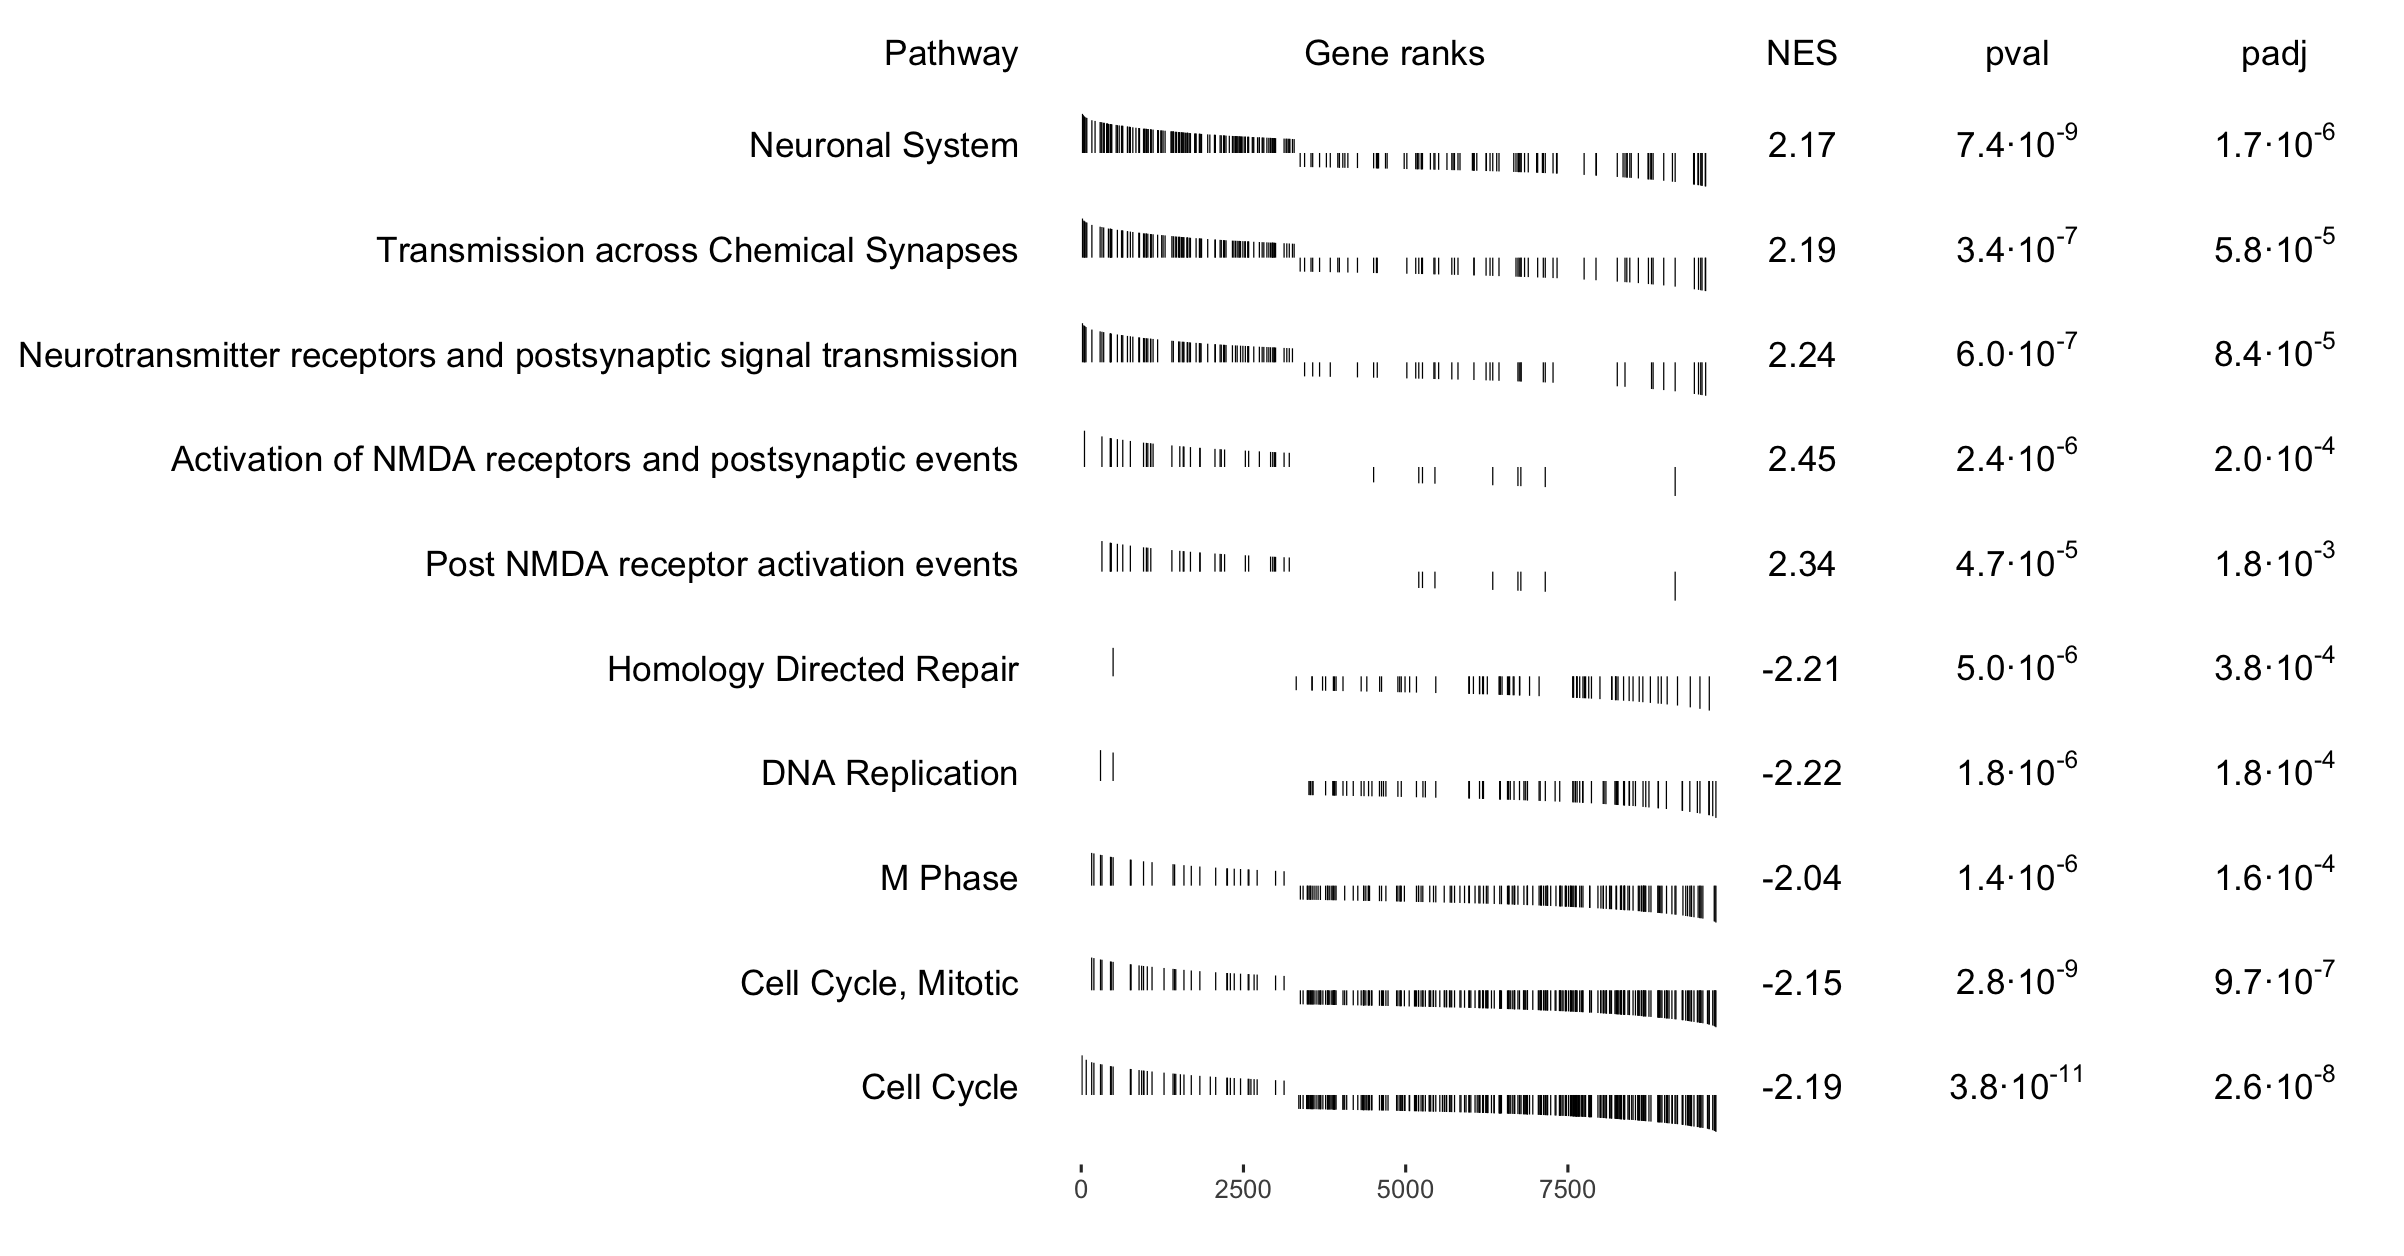 Pathway Gene ranks NES pval padj
Neuronal System 2.17 7.4·10⁻⁹ 1.7·10⁻⁶
Transmission across Chemical Synapses 2.19 3.4·10⁻⁷ 5.8·10⁻⁵
Neurotransmitter receptors and postsynaptic signal transmission 2.24 6.0·10⁻⁷ 8.4·10⁻⁵
Activation of NMDA receptors and postsynaptic events 2.45 2.4·10⁻⁶ 2.0·10⁻⁴
Post NMDA receptor activation events 2.34 4.7·10⁻⁵ 1.8·10⁻³
Homology Directed Repair -2.21 5.0·10⁻⁶ 3.8·10⁻⁴
DNA Replication -2.22 1.8·10⁻⁶ 1.8·10⁻⁴
M Phase -2.04 1.4·10⁻⁶ 1.6·10⁻⁴
Cell Cycle, Mitotic -2.15 2.8·10⁻⁹ 9.7·10⁻⁷
Cell Cycle -2.19 3.8·10⁻¹¹ 2.6·10⁻⁸
0 2500 5000 7500